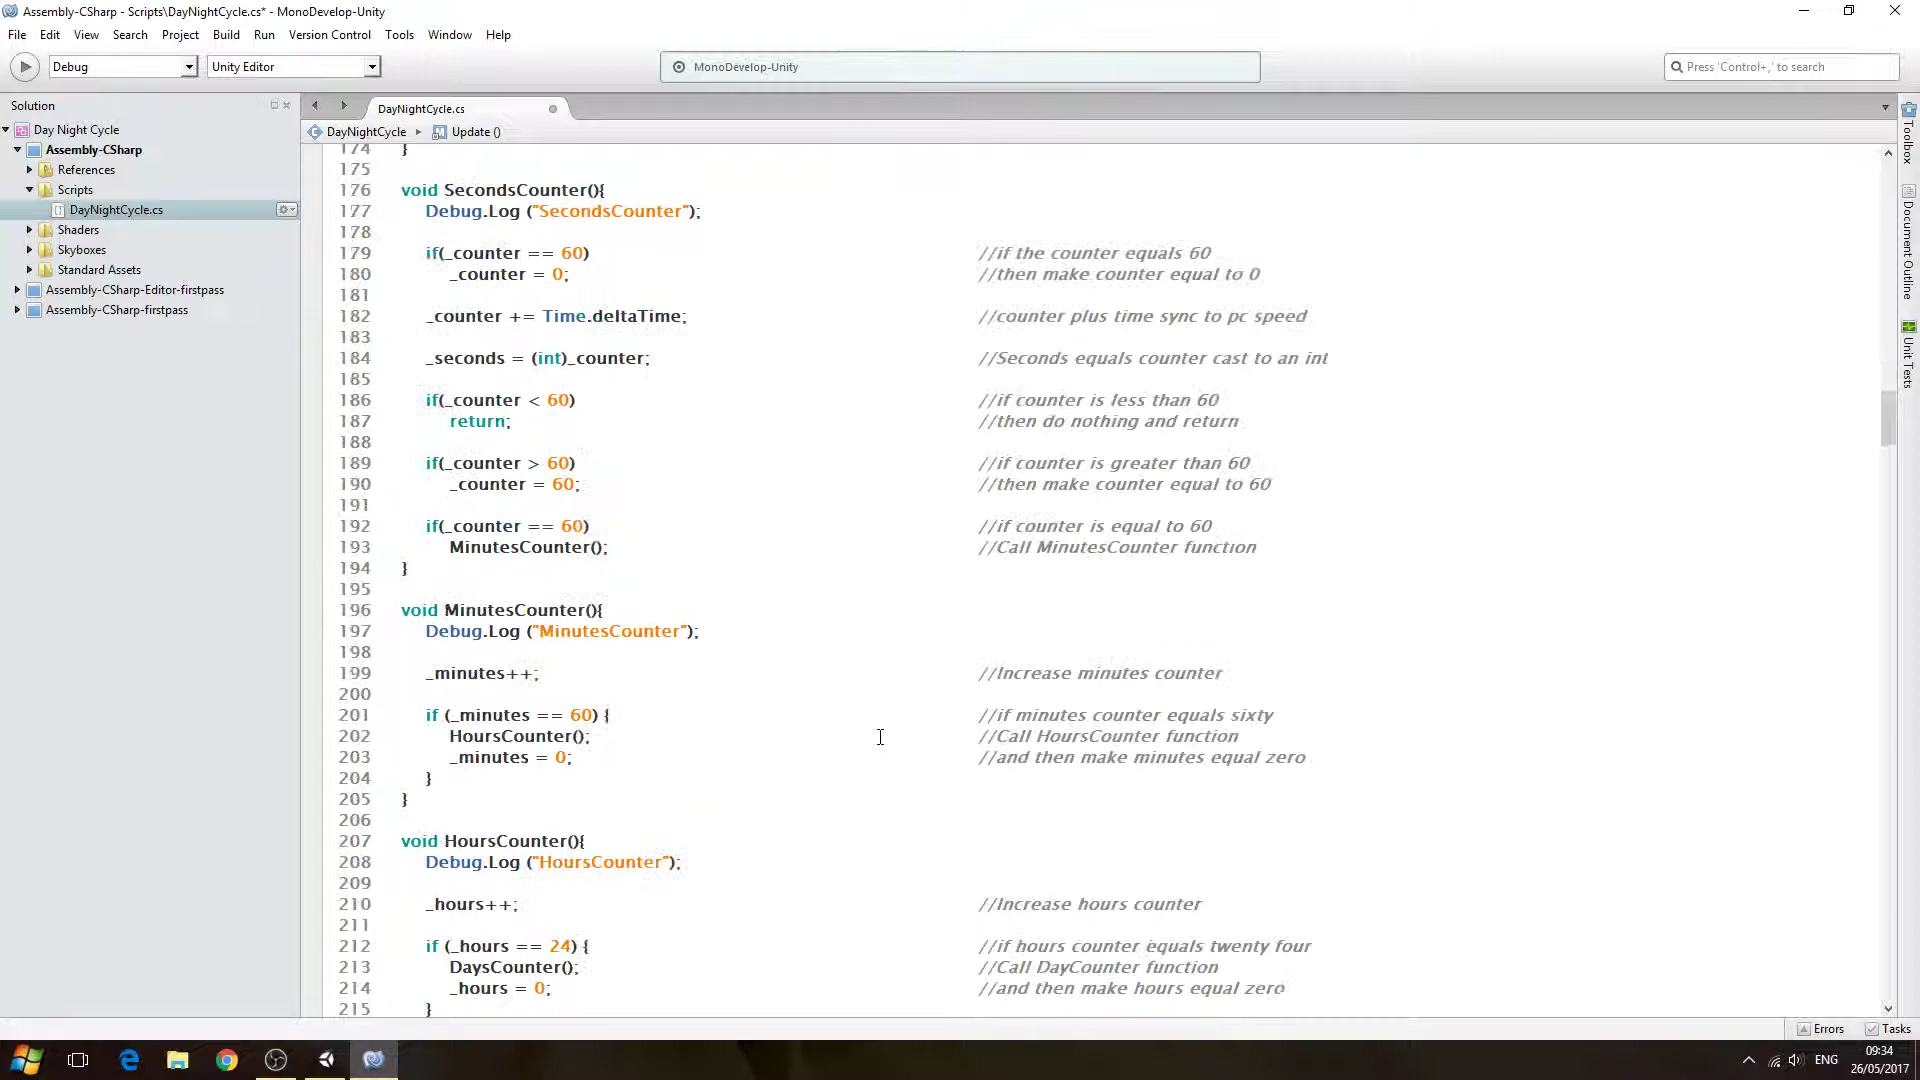 Assembly-CSharp - Scripts\DayNightCycle.cs* - MonoDevelop-Unity
File Edit View Search Project Build Run Version Control Tools Window Help
Debug Unity Editor MonoDevelop-Unity Press 'Control+,' to search
Solution
Day Night Cycle
Assembly-CSharp
References
Scripts
DayNightCycle.cs
Shaders
Skyboxes
Standard Assets
Assembly-CSharp-Editor-firstpass
Assembly-CSharp-firstpass
DayNightCycle.cs
DayNightCycle Update ()
174 }
175
176 void SecondsCounter(){
177 Debug.Log ("SecondsCounter");
178
179 if(_counter == 60) //if the counter equals 60
180 _counter = 0; //then make counter equal to 0
181
182 _counter += Time.deltaTime; //counter plus time sync to pc speed
183
184 _seconds = (int)_counter; //Seconds equals counter cast to an int
185
186 if(_counter < 60) //if counter is less than 60
187 return; //then do nothing and return
188
189 if(_counter > 60) //if counter is greater than 60
190 _counter = 60; //then make counter equal to 60
191
192 if(_counter == 60) //if counter is equal to 60
193 MinutesCounter(); //Call MinutesCounter function
194 }
195
196 void MinutesCounter(){
197 Debug.Log ("MinutesCounter");
198
199 _minutes++; //Increase minutes counter
200
201 if (_minutes == 60) { //if minutes counter equals sixty
202 HoursCounter(); //Call HoursCounter function
203 _minutes = 0; //and then make minutes equal zero
204 }
205 }
206
207 void HoursCounter(){
208 Debug.Log ("HoursCounter");
209
210 _hours++; //Increase hours counter
211
212 if (_hours == 24) { //if hours counter equals twenty four
213 DaysCounter(); //Call DayCounter function
214 _hours = 0; //and then make hours equal zero
215 }
Toolbox
Document Outline
Unit Tests
Errors Tasks
ENG
09:34
26/05/2017